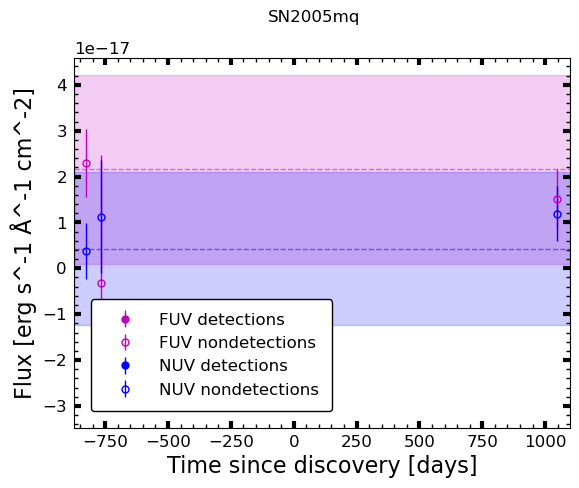 SN2005mq
1e−17
4
3
2
1
0
−1
−2
−3
Flux [erg s^-1 Å^-1 cm^-2]
FUV detections
FUV nondetections
NUV detections
NUV nondetections
−750 −500 −250 0 250 500 750 1000
Time since discovery [days]